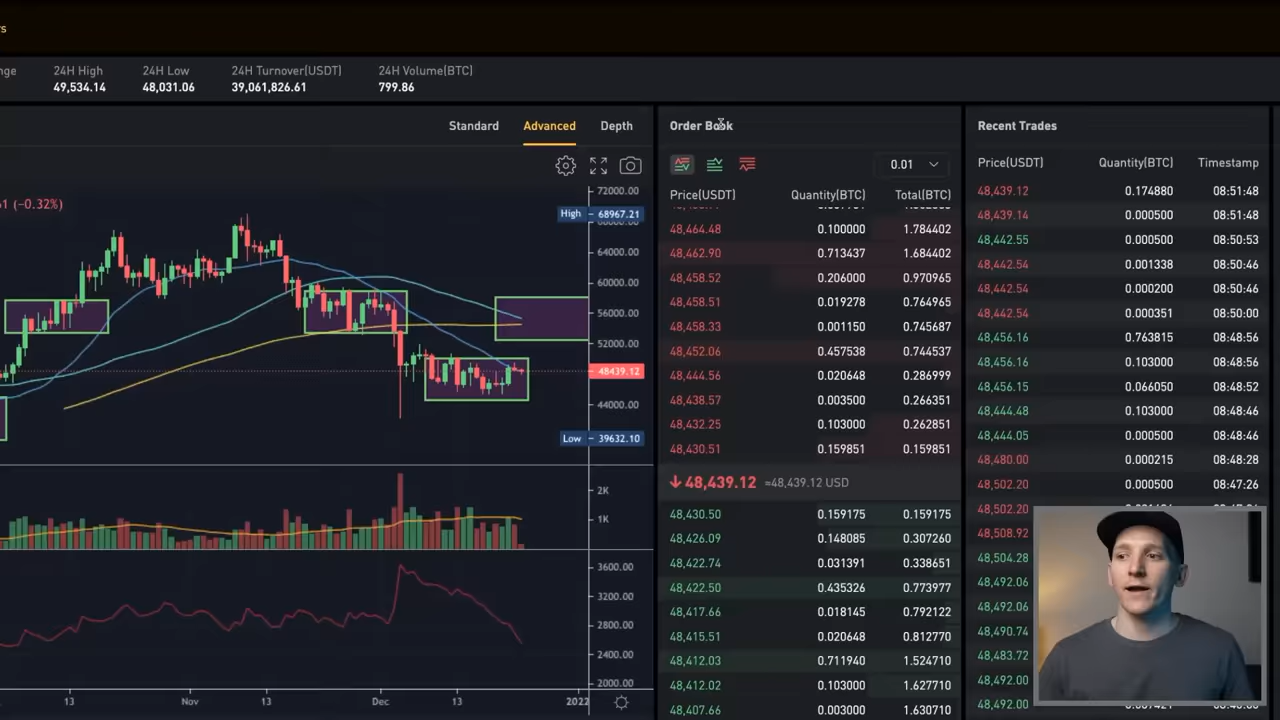 s
nge
24H High
24H Low
24H Turnover(USDT)
24H Volume(BTC)
49,534.14
48,031.06
39,061,826.61
799.86
Standard
Advanced
Depth
51 (−0.32%)
72000.00
High
68967.21
68000.00
64000.00
60000.00
56000.00
52000.00
48439.12
44000.00
Low
39632.10
2K
1K
3600.00
3200.00
2800.00
2400.00
2000.00
13
Nov
13
Dec
13
2022
Order Book
0.01
Price(USDT) Quantity(BTC) Total(BTC)
48,464.48 0.100000 1.784402
48,462.90 0.713437 1.684402
48,458.52 0.206000 0.970965
48,458.51 0.019278 0.764965
48,458.33 0.001150 0.745687
48,452.06 0.457538 0.744537
48,444.56 0.020648 0.286999
48,438.57 0.003500 0.266351
48,432.25 0.103000 0.262851
48,430.51 0.159851 0.159851
48,439.12 ≈48,439.12 USD
48,430.50 0.159175 0.159175
48,426.09 0.148085 0.307260
48,422.74 0.031391 0.338651
48,422.50 0.435326 0.773977
48,417.66 0.018145 0.792122
48,415.51 0.020648 0.812770
48,412.03 0.711940 1.524710
48,412.02 0.103000 1.627710
48,407.66 0.003000 1.630710
Recent Trades
Price(USDT) Quantity(BTC) Timestamp
48,439.12 0.174880 08:51:48
48,439.14 0.000500 08:51:48
48,442.55 0.000500 08:50:53
48,442.54 0.001338 08:50:46
48,442.54 0.000200 08:50:46
48,442.54 0.000351 08:50:00
48,456.16 0.763815 08:48:56
48,456.16 0.103000 08:48:56
48,456.15 0.066050 08:48:52
48,444.48 0.103000 08:48:46
48,444.05 0.000500 08:48:46
48,480.00 0.000215 08:48:28
48,502.20 0.000500 08:47:26
48,502.20
48,508.92
48,504.28
48,492.06
48,492.06
48,490.74
48,483.72
48,492.00
48,492.00